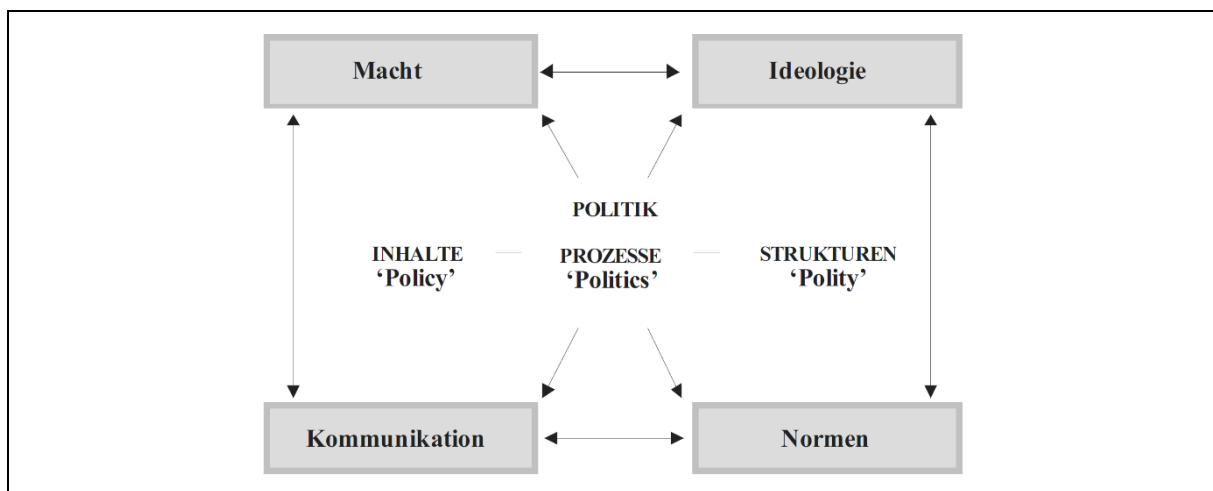 Macht
Ideologie
POLITIK
INHALTE
‘Policy’
PROZESSE
‘Politics’
STRUKTUREN
‘Polity’
Kommunikation
Normen